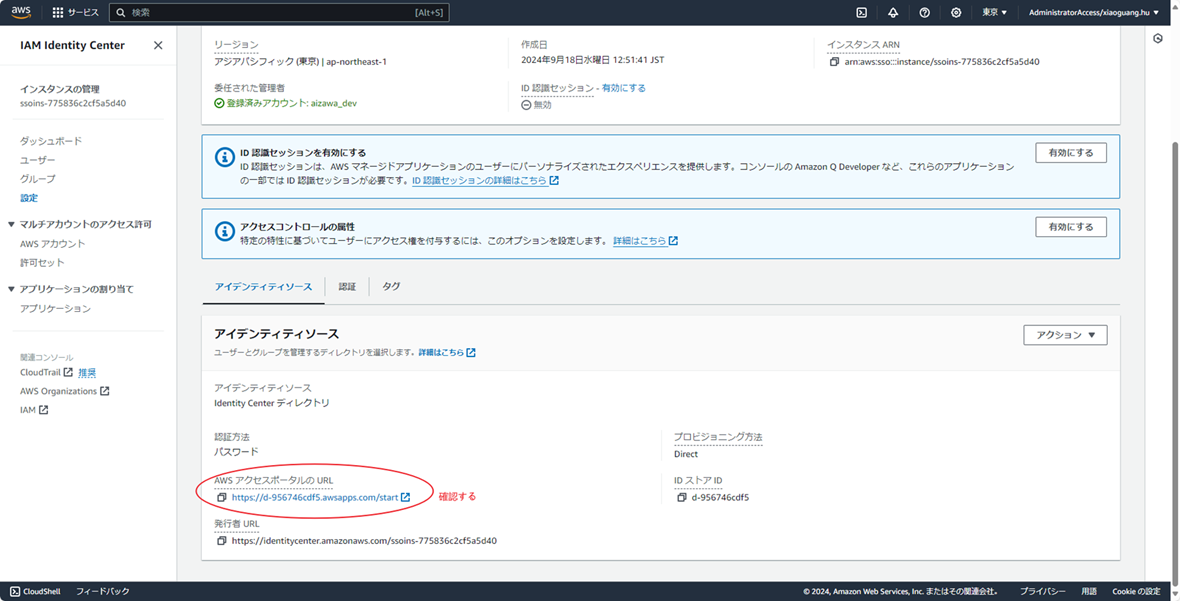 aws サービス 検索 [Alt+S] 東京 ▼ AdministratorAccess/xiaoguang.hu ▼
IAM Identity Center
インスタンスの管理
ssoins-775836c2cf5a5d40
ダッシュボード
ユーザー
グループ
設定
▼ マルチアカウントのアクセス許可
AWS アカウント
許可セット
▼ アプリケーションの割り当て
アプリケーション
関連コンソール
CloudTrail 推奨
AWS Organizations
IAM
リージョン
アジアパシフィック (東京) | ap-northeast-1
作成日
2024年9月18日水曜日 12:51:41 JST
インスタンス ARN
arn:aws:sso:::instance/ssoins-775836c2cf5a5d40
委任された管理者
登録済みアカウント: aizawa_dev
ID 認識セッション - 有効にする
無効
ID 認識セッションを有効にする
ID 認識セッションは、AWS マネージドアプリケーションのユーザーにパーソナライズされたエクスペリエンスを提供します。コンソールの Amazon Q Developer など、これらのアプリケーション
の一部では ID 認識セッションが必要です。ID 認識セッションの詳細はこちら
有効にする
アクセスコントロールの属性
特定の特性に基づいてユーザーにアクセス権を付与するには、このオプションを設定します。 詳細はこちら
有効にする
アイデンティティソース 認証 タグ
アイデンティティソース
ユーザーとグループを管理するディレクトリを選択します。詳細はこちら
アクション ▼
アイデンティティソース
Identity Center ディレクトリ
認証方法
パスワード
プロビジョニング方法
Direct
AWS アクセスポータルの URL
https://d-956746cdf5.awsapps.com/start
確認する
ID ストア ID
d-956746cdf5
発行者 URL
https://identitycenter.amazonaws.com/ssoins-775836c2cf5a5d40
CloudShell フィードバック © 2024, Amazon Web Services, Inc. またはその関連会社。 プライバシー 用語 Cookie の設定